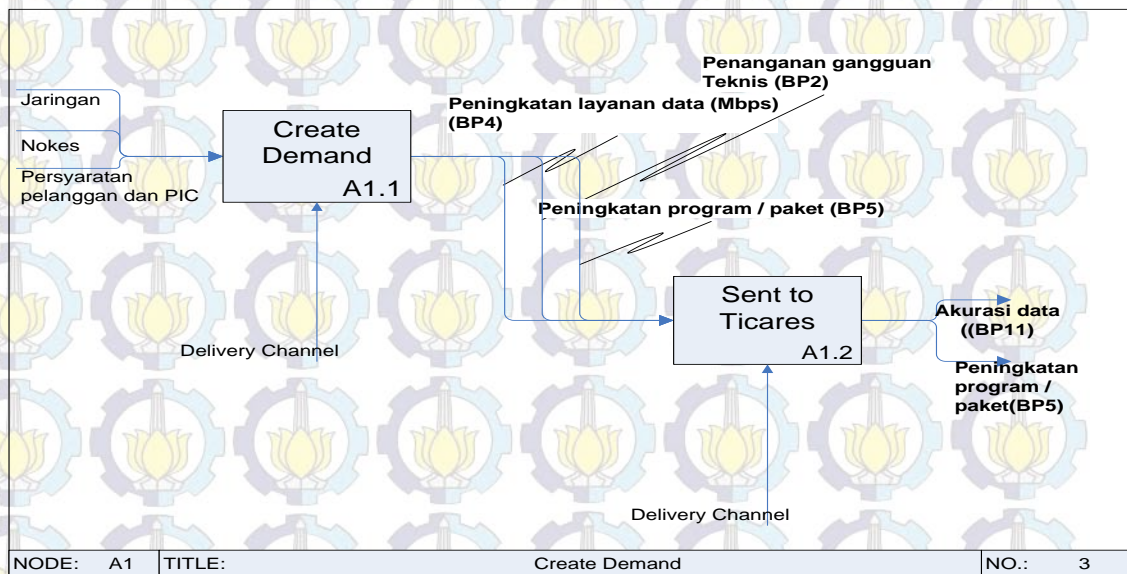 Penanganan gangguan
Teknis (BP2)
Peningkatan layanan data (Mbps)
(BP4)
Jaringan
Nokes
Persyaratan
pelanggan dan PIC
Create
Demand
A1.1
Peningkatan program / paket (BP5)
Delivery Channel
Sent to
Ticares
A1.2
Akurasi data
((BP11)
Peningkatan
program /
paket(BP5)
Delivery Channel
NODE: A1 TITLE: Create Demand NO.: 3